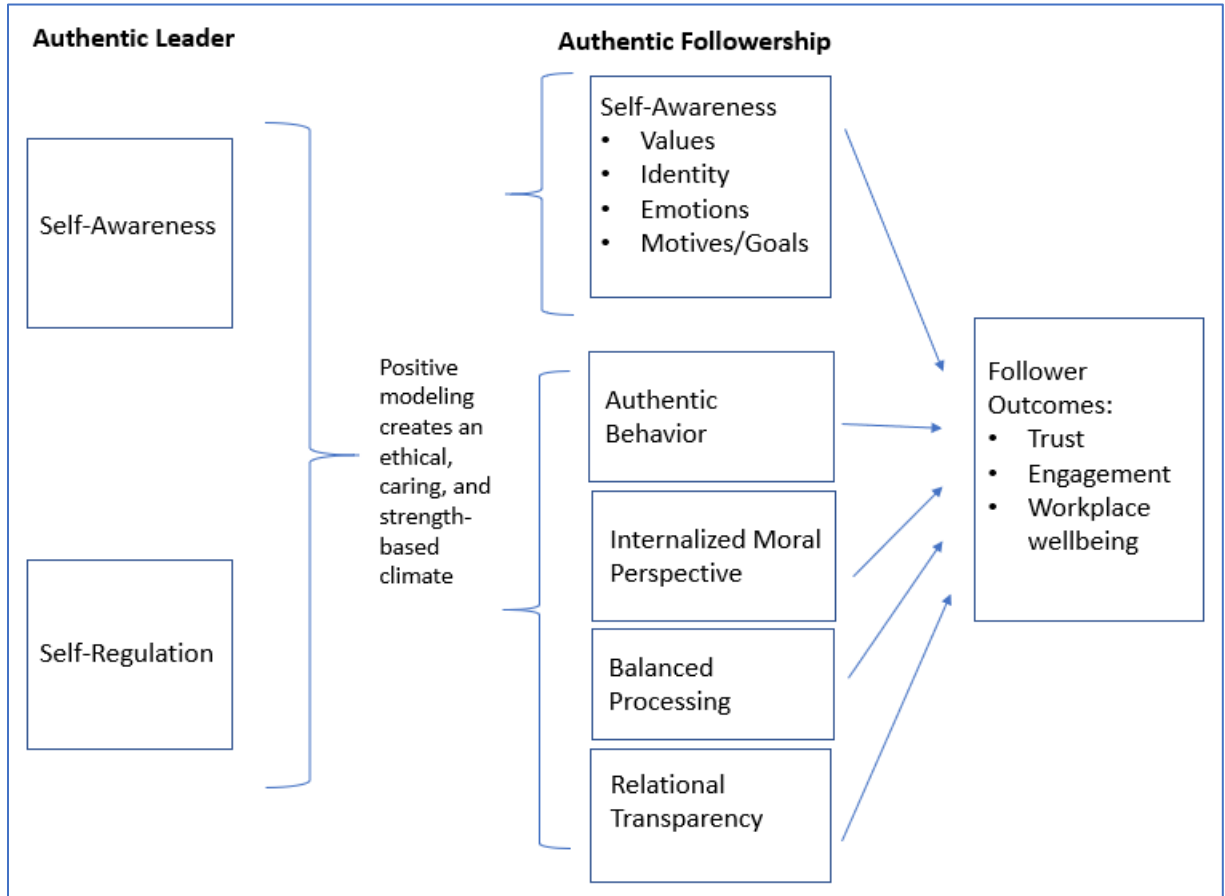 Authentic Leader
Authentic Followership
Self-Awareness
Self-Regulation
Positive
modeling
creates an
ethical,
caring, and
strength-
based
climate
Self-Awareness
• Values
• Identity
• Emotions
• Motives/Goals
Authentic
Behavior
Internalized Moral
Perspective
Balanced
Processing
Relational
Transparency
Follower
Outcomes:
• Trust
• Engagement
• Workplace
wellbeing